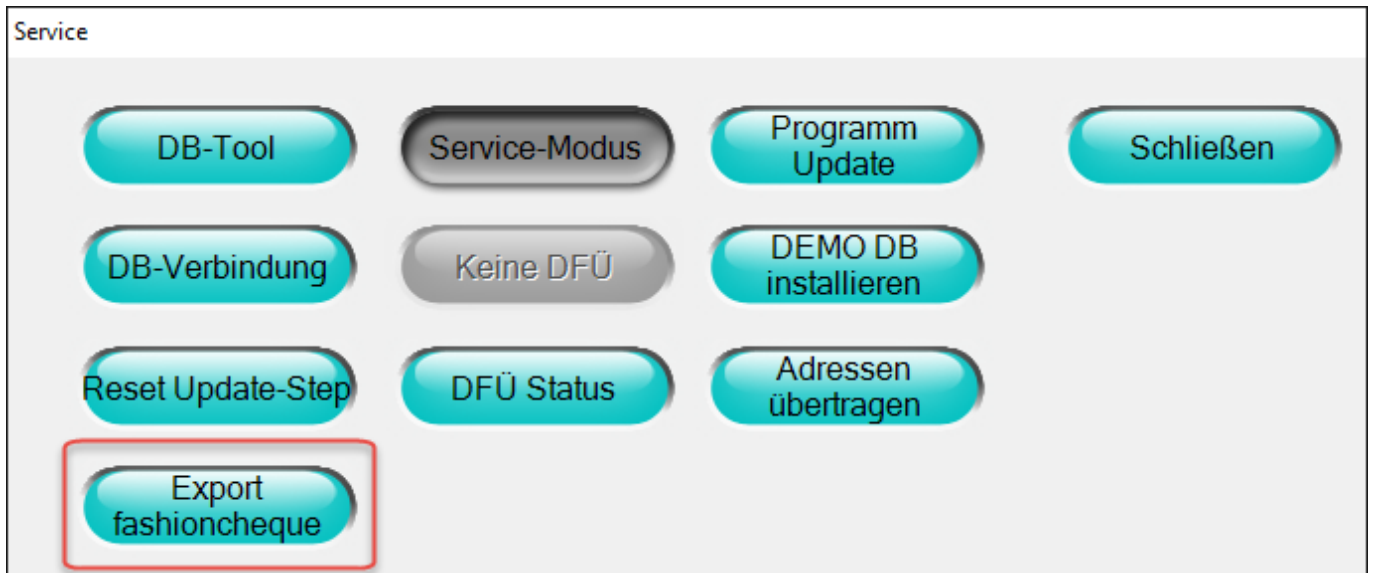 Service
DB-Tool
Service-Modus
Programm
Update
Schließen
DB-Verbindung
Keine DFÜ
DEMO DB
installieren
Reset Update-Step
DFÜ Status
Adressen
übertragen
Export
fashioncheque